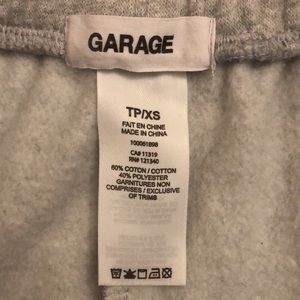 GARAGE
TP/XS
FAIT EN CHINE
MADE IN CHINA
100061898
CA# 11319
RN# 121340
60% COTON / COTTON
40% POLYESTER
GARNITURES NON
COMPRISES / EXCLUSIVE
OF TRIMS